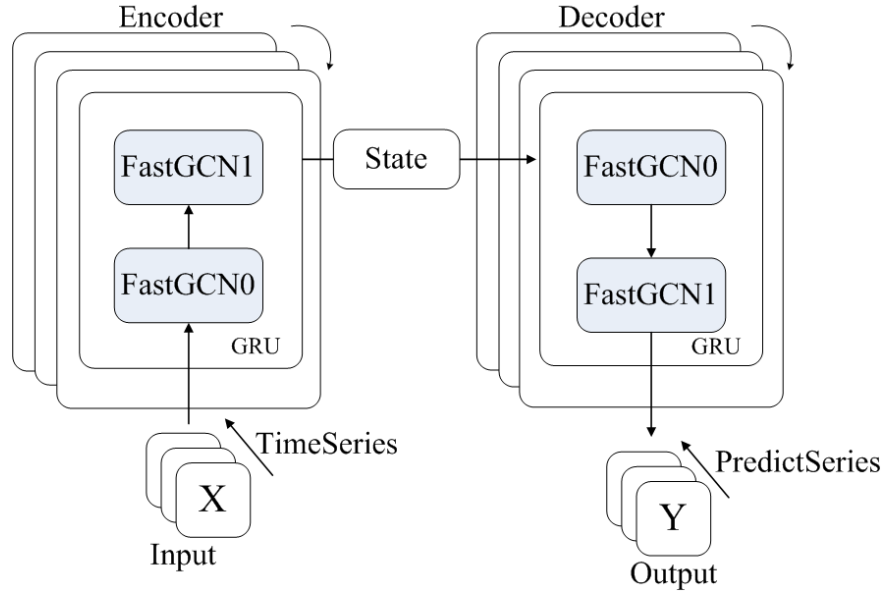 Encoder
Decoder
FastGCN1
State
FastGCN0
FastGCN0
FastGCN1
GRU
GRU
TimeSeries
PredictSeries
X
Y
Input
Output